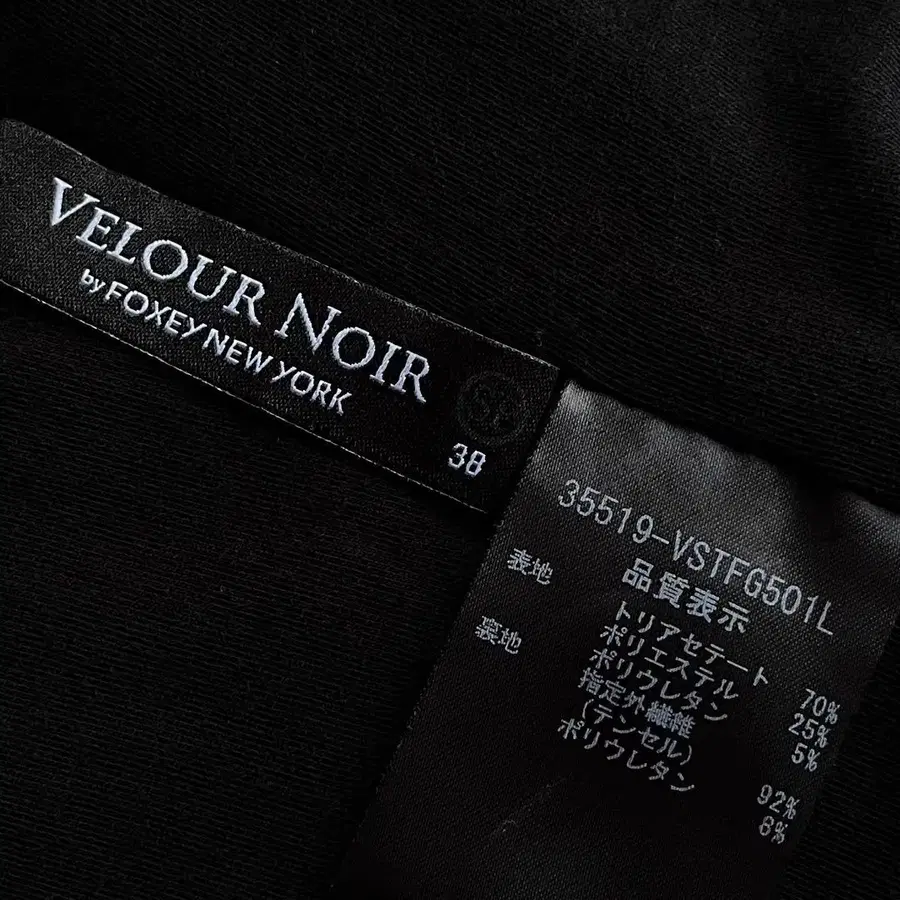 VELOUR NOIR
by FOXEY NEW YORK
38
35519-VSTFG501L
品質表示
表地 トリアセテート 70%
ポリエステル 25%
ポリウレタン 5%
裏地 指定外繊維
(テンセル) 92%
ポリウレタン 8%